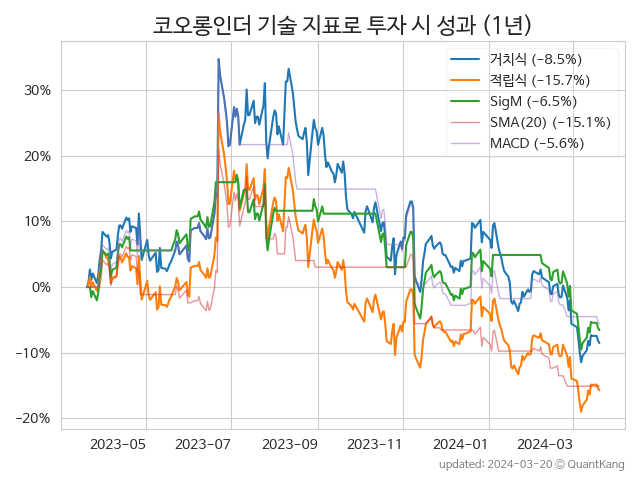 코오롱인더 기술 지표로 투자 시 성과 (1년)
거치식 (−8.5%)
적립식 (−15.7%)
SigM (−6.5%)
SMA(20) (−15.1%)
MACD (−5.6%)
30%
20%
10%
0%
−10%
−20%
2023−05
2023−07
2023−09
2023−11
2024−01
2024−03
updated: 2024−03−20 © QuantKang